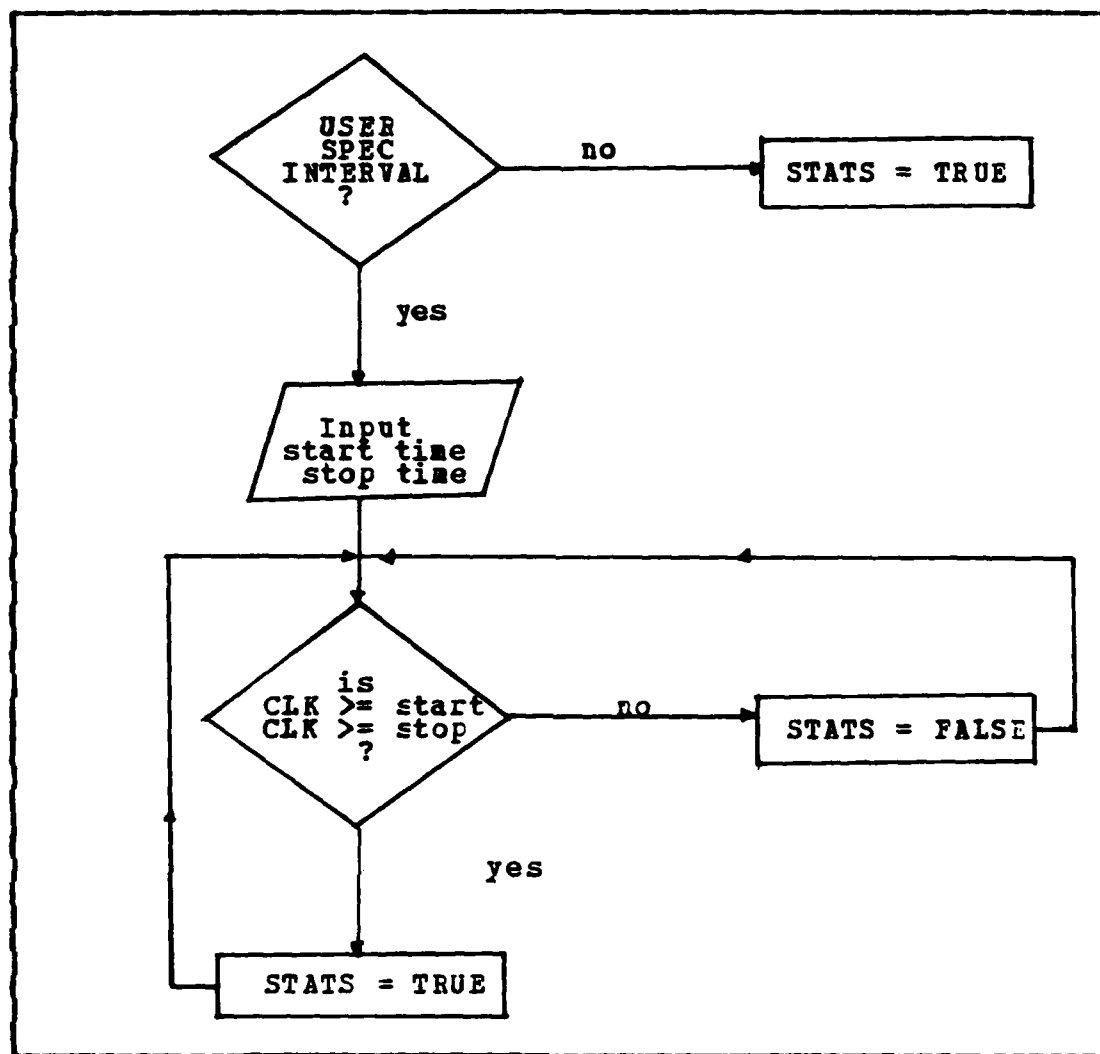 USER
SPEC
INTERVAL
?
no
STATS = TRUE
yes
Input
start time
stop time
is
CLK >= start
CLK >= stop
?
no
STATS = FALSE
yes
STATS = TRUE